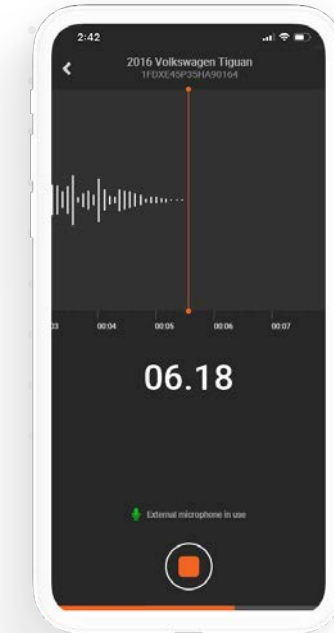 2:42
2016 Volkswagen Tiguan
1FDXE45P35HA90164
03 00:04 00:05 00:06 00:07
06.18
External microphone in use